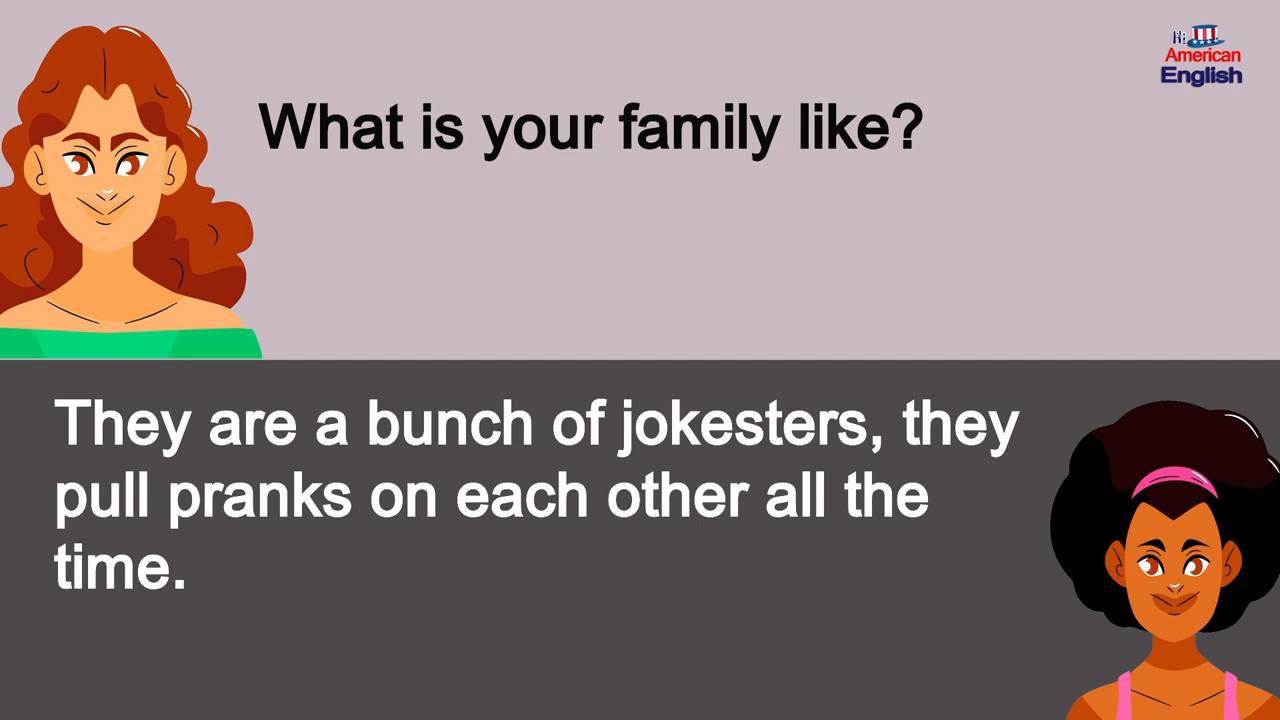 Hi
American
English
What is your family like?
They are a bunch of jokesters, they
pull pranks on each other all the
time.